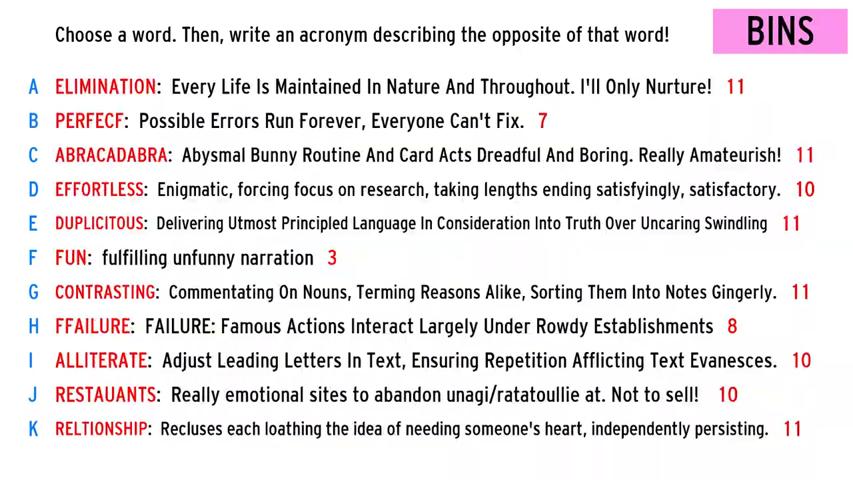 Choose a word. Then, write an acronym describing the opposite of that word!
BINS
A ELIMINATION: Every Life Is Maintained In Nature And Throughout. I'll Only Nurture! 11
B PERFECF: Possible Errors Run Forever, Everyone Can't Fix. 7
C ABRACADABRA: Abysmal Bunny Routine And Card Acts Dreadful And Boring. Really Amateurish! 11
D EFFORTLESS: Enigmatic, forcing focus on research, taking lengths ending satisfyingly, satisfactory. 10
E DUPLICITOUS: Delivering Utmost Principled Language In Consideration Into Truth Over Uncaring Swindling 11
F FUN: fulfilling unfunny narration 3
G CONTRASTING: Commentating On Nouns, Terming Reasons Alike, Sorting Them Into Notes Gingerly. 11
H FFAILURE: FAILURE: Famous Actions Interact Largely Under Rowdy Establishments 8
I ALLITERATE: Adjust Leading Letters In Text, Ensuring Repetition Afflicting Text Evanesces. 10
J RESTAUANTS: Really emotional sites to abandon unagi/ratatoullie at. Not to sell! 10
K RELTIONSHIP: Recluses each loathing the idea of needing someone's heart, independently persisting. 11